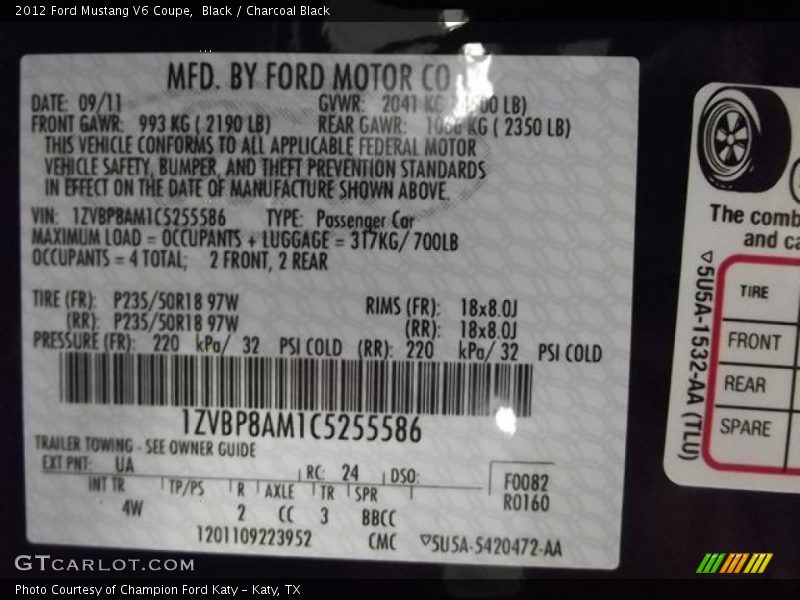 2012 Ford Mustang V6 Coupe,  Black / Charcoal Black
MFD. BY FORD MOTOR CO
DATE: 09/11 GVWR: 2041 KG 00 LB)
FRONT GAWR: 993 KG ( 2190 LB) REAR GAWR: KG ( 2350 LB)
THIS VEHICLE CONFORMS TO ALL APPLICABLE FEDERAL MOTOR
VEHICLE SAFETY, BUMPER, AND THEFT PREVENTION STANDARDS
IN EFFECT ON THE DATE OF MANUFACTURE SHOWN ABOVE.
VIN: 1ZVBP8AM1C5255586 TYPE: Passenger Car
MAXIMUM LOAD = OCCUPANTS + LUGGAGE = 317KG/ 700LB
OCCUPANTS = 4 TOTAL; 2 FRONT, 2 REAR
TIRE (FR): P235/50R18 97W RIMS (FR): 18x8.0J
(RR): P235/50R18 97W (RR): 18x8.0J
PRESSURE (FR): 220 kPa/ 32 PSI COLD (RR): 220 kPa/ 32 PSI COLD
1ZVBP8AM1C5255586
TRAILER TOWING - SEE OWNER GUIDE
EXT PNT: UA RC: 24 DSO: F0082
INT TR TP/PS R AXLE TR SPR R0160
4W 2 CC 3 BBCC
1201109223952 CMC ▽5U5A-5420472-AA
The comb
and ca
▽5U5A-1532-AA (TLU)
TIRE
FRONT
REAR
SPARE
GTCARLOT.COM
Photo Courtesy of Champion Ford Katy – Katy, TX